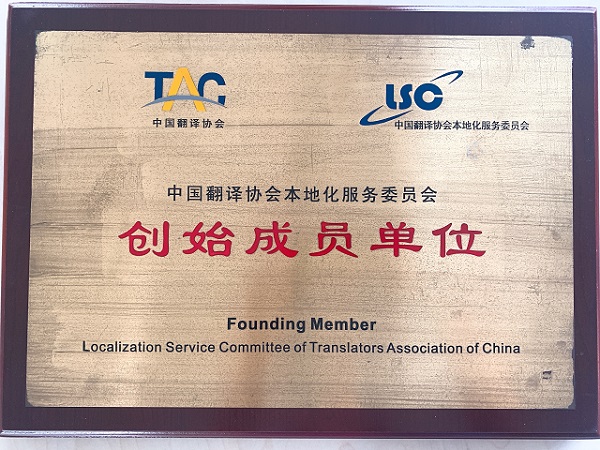 TAC
中国翻译协会
LSC
中国翻译协会本地化服务委员会
中国翻译协会本地化服务委员会
创始成员单位
Founding Member
Localization Service Committee of Translators Association of China